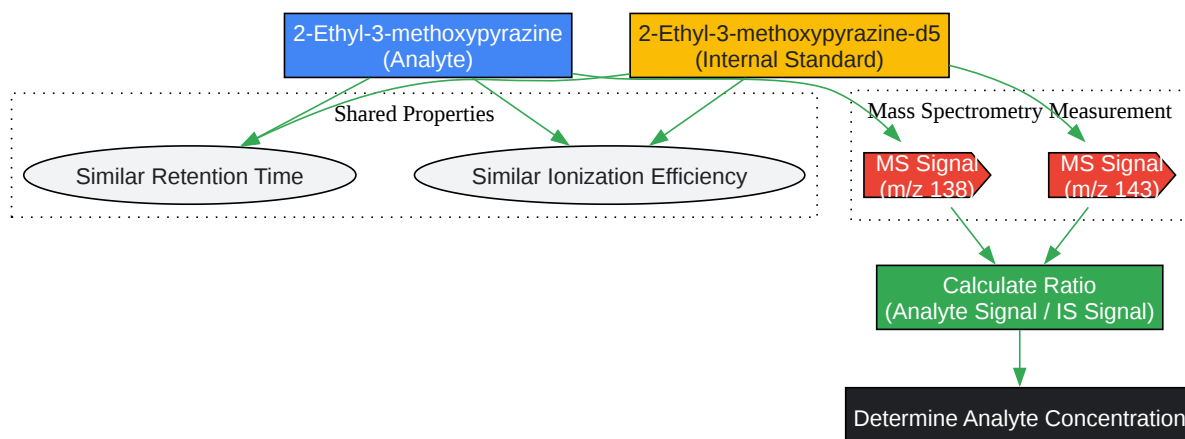 2-Ethyl-3-methoxypyrazine
(Analyte)
2-Ethyl-3-methoxypyrazine-d5
(Internal Standard)
Shared Properties
Mass Spectrometry Measurement
Similar Retention Time
Similar Ionization Efficiency
MS Signal
(m/z 138)
MS Signal
(m/z 143)
Calculate Ratio
(Analyte Signal / IS Signal)
Determine Analyte Concentration